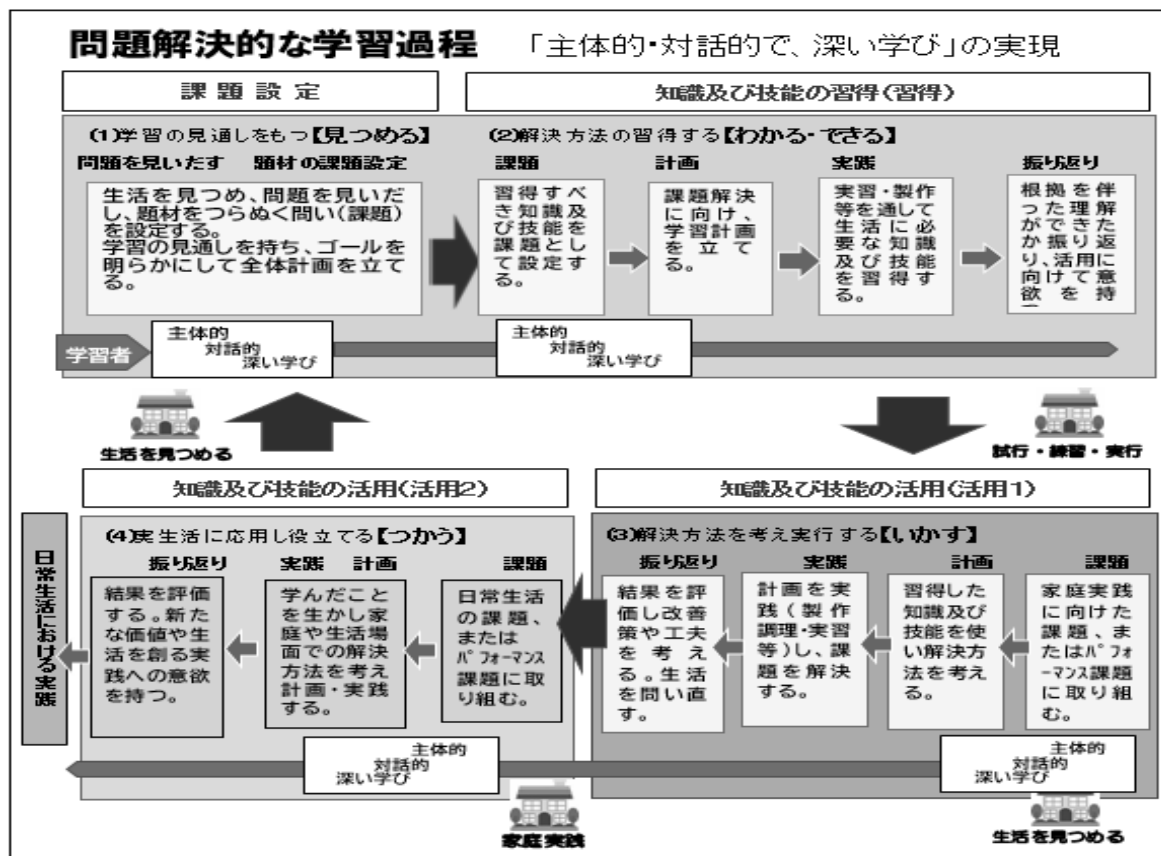 問題解決的な学習過程 「主体的・対話的で、深い学び」の実現
課題設定
知識及び技能の習得(習得)
(1)学習の見通しをもつ【見つめる】
問題を見いだす 題材の課題設定
生活を見つめ、問題を見いだ
し、題材をつらぬく問い(課題)
を設定する。
学習の見通しを持ち、ゴールを
明らかにして全体計画を立て
る。
(2)解決方法の習得する【わかる・できる】
課題
習得すべ
き知識及
び技能を
課題とし
て設定す
る。
計画
課題解決
に向け、
学習計画
を立て
る。
実践
実習・製作
等を通して
生活に必
要な知識
及び技能
を習得す
る。
振り返り
根拠を伴
った理解
ができた
か振り返
り、活用に
向けて意
欲を持
学習者
主体的
対話的
深い学び
主体的
対話的
深い学び
生活を見つめる
試行・練習・実行
知識及び技能の活用(活用1)
(3)解決方法を考え実行する【いかす】
課題
家庭実践
に向けた
課題、ま
たはパフォ
ーマンス課題
に取り組
む。
計画
習得した
知識及び
技能を使
い解決方
法を考え
る。
実践
計画を実
践(製作
調理・実習
等)し、課
題を解決
する。
振り返り
結果を評
価し改善
策や工夫
を考え
る。生活
を問い直
す。
主体的
対話的
深い学び
生活を見つめる
知識及び技能の活用(活用2)
(4)実生活に応用し役立てる【つかう】
課題
日常生活
の課題、
または
パフォーマンス
課題に取
り組む。
実践 計画
学んだこと
を生かし家
庭や生活場
面での解決
方法を考え
計画・実践
する。
振り返り
結果を評価
する。新た
な価値や生
活を創る実
践への意欲
を持つ。
主体的
対話的
深い学び
家庭実践
日常生活における実践